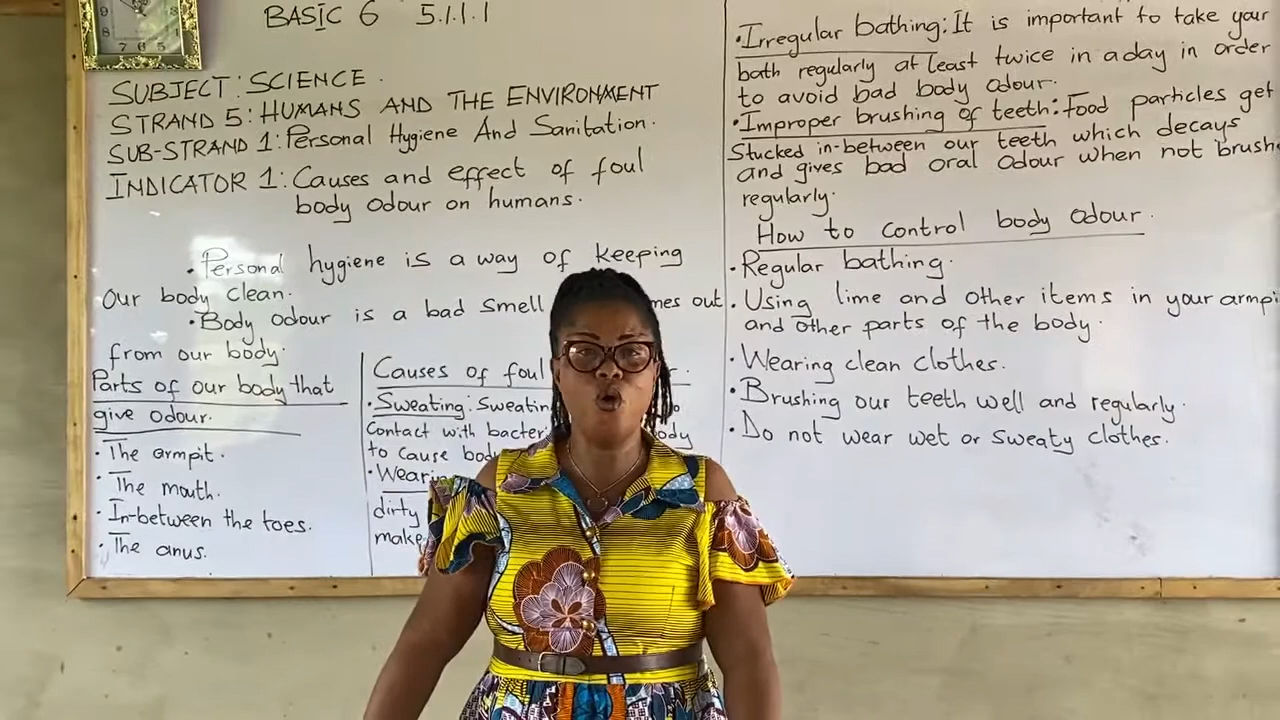 BASIC 6 5.1.1.1
SUBJECT: SCIENCE.
STRAND 5: HUMANS AND THE ENVIRONMENT
SUB-STRAND 1: Personal Hygiene And Sanitation.
INDICATOR 1: Causes and effect of foul
body odour on humans.
• Personal hygiene is a way of keeping
Our body clean.
• Body odour is a bad smell mes out
from our body.
Parts of our body that
give odour.
• The armpit.
• The mouth.
• In-between the toes.
• The anus.
Causes of foul
• Sweating: Sweatin
Contact with bacter ody
to cause bod
• Wearin
dirty
make
• Irregular bathing: It is important to take your
bath regularly at least twice in a day in order
to avoid bad body odour.
• Improper brushing of teeth: Food particles get
Stucked in-between our teeth which decays
and gives bad oral odour when not brushe
regularly.
How to control body odour.
• Regular bathing.
• Using lime and other items in your armpi
and other parts of the body.
• Wearing clean clothes.
• Brushing our teeth well and regularly.
• Do not wear wet or sweaty clothes.